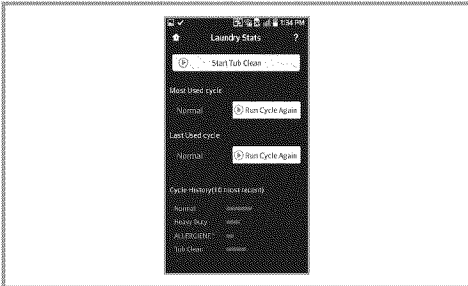 1:34 PM
Laundry Stats ?
Start Tub Clean
Most Used cycle
Normal Run Cycle Again
Last Used cycle
Normal Run Cycle Again
Cycle History(10 most recent)
Normal
Heavy Duty
ALLERGIENE
Tub Clean